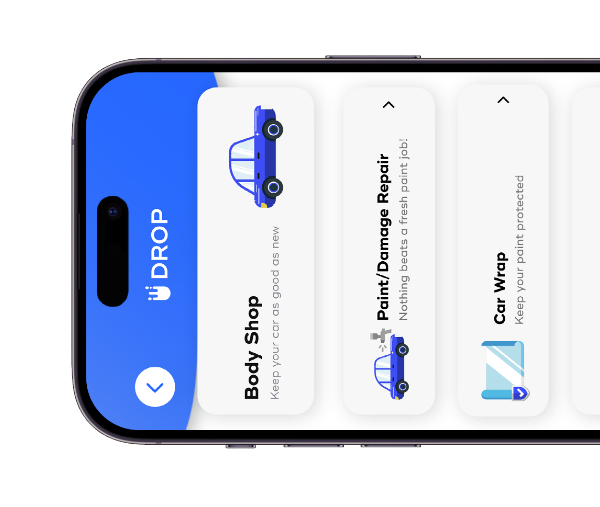 DROP
Body Shop
Keep your car as good as new
Paint/Damage Repair
Nothing beats a fresh paint job!
Car Wrap
Keep your paint protected